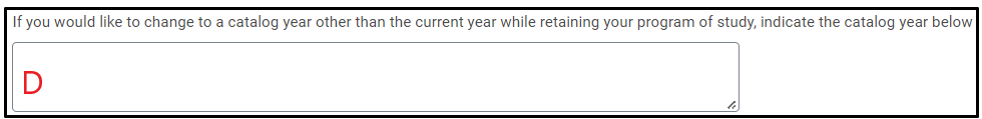 If you would like to change to a catalog year other than the current year while retaining your program of study, indicate the catalog year below
D